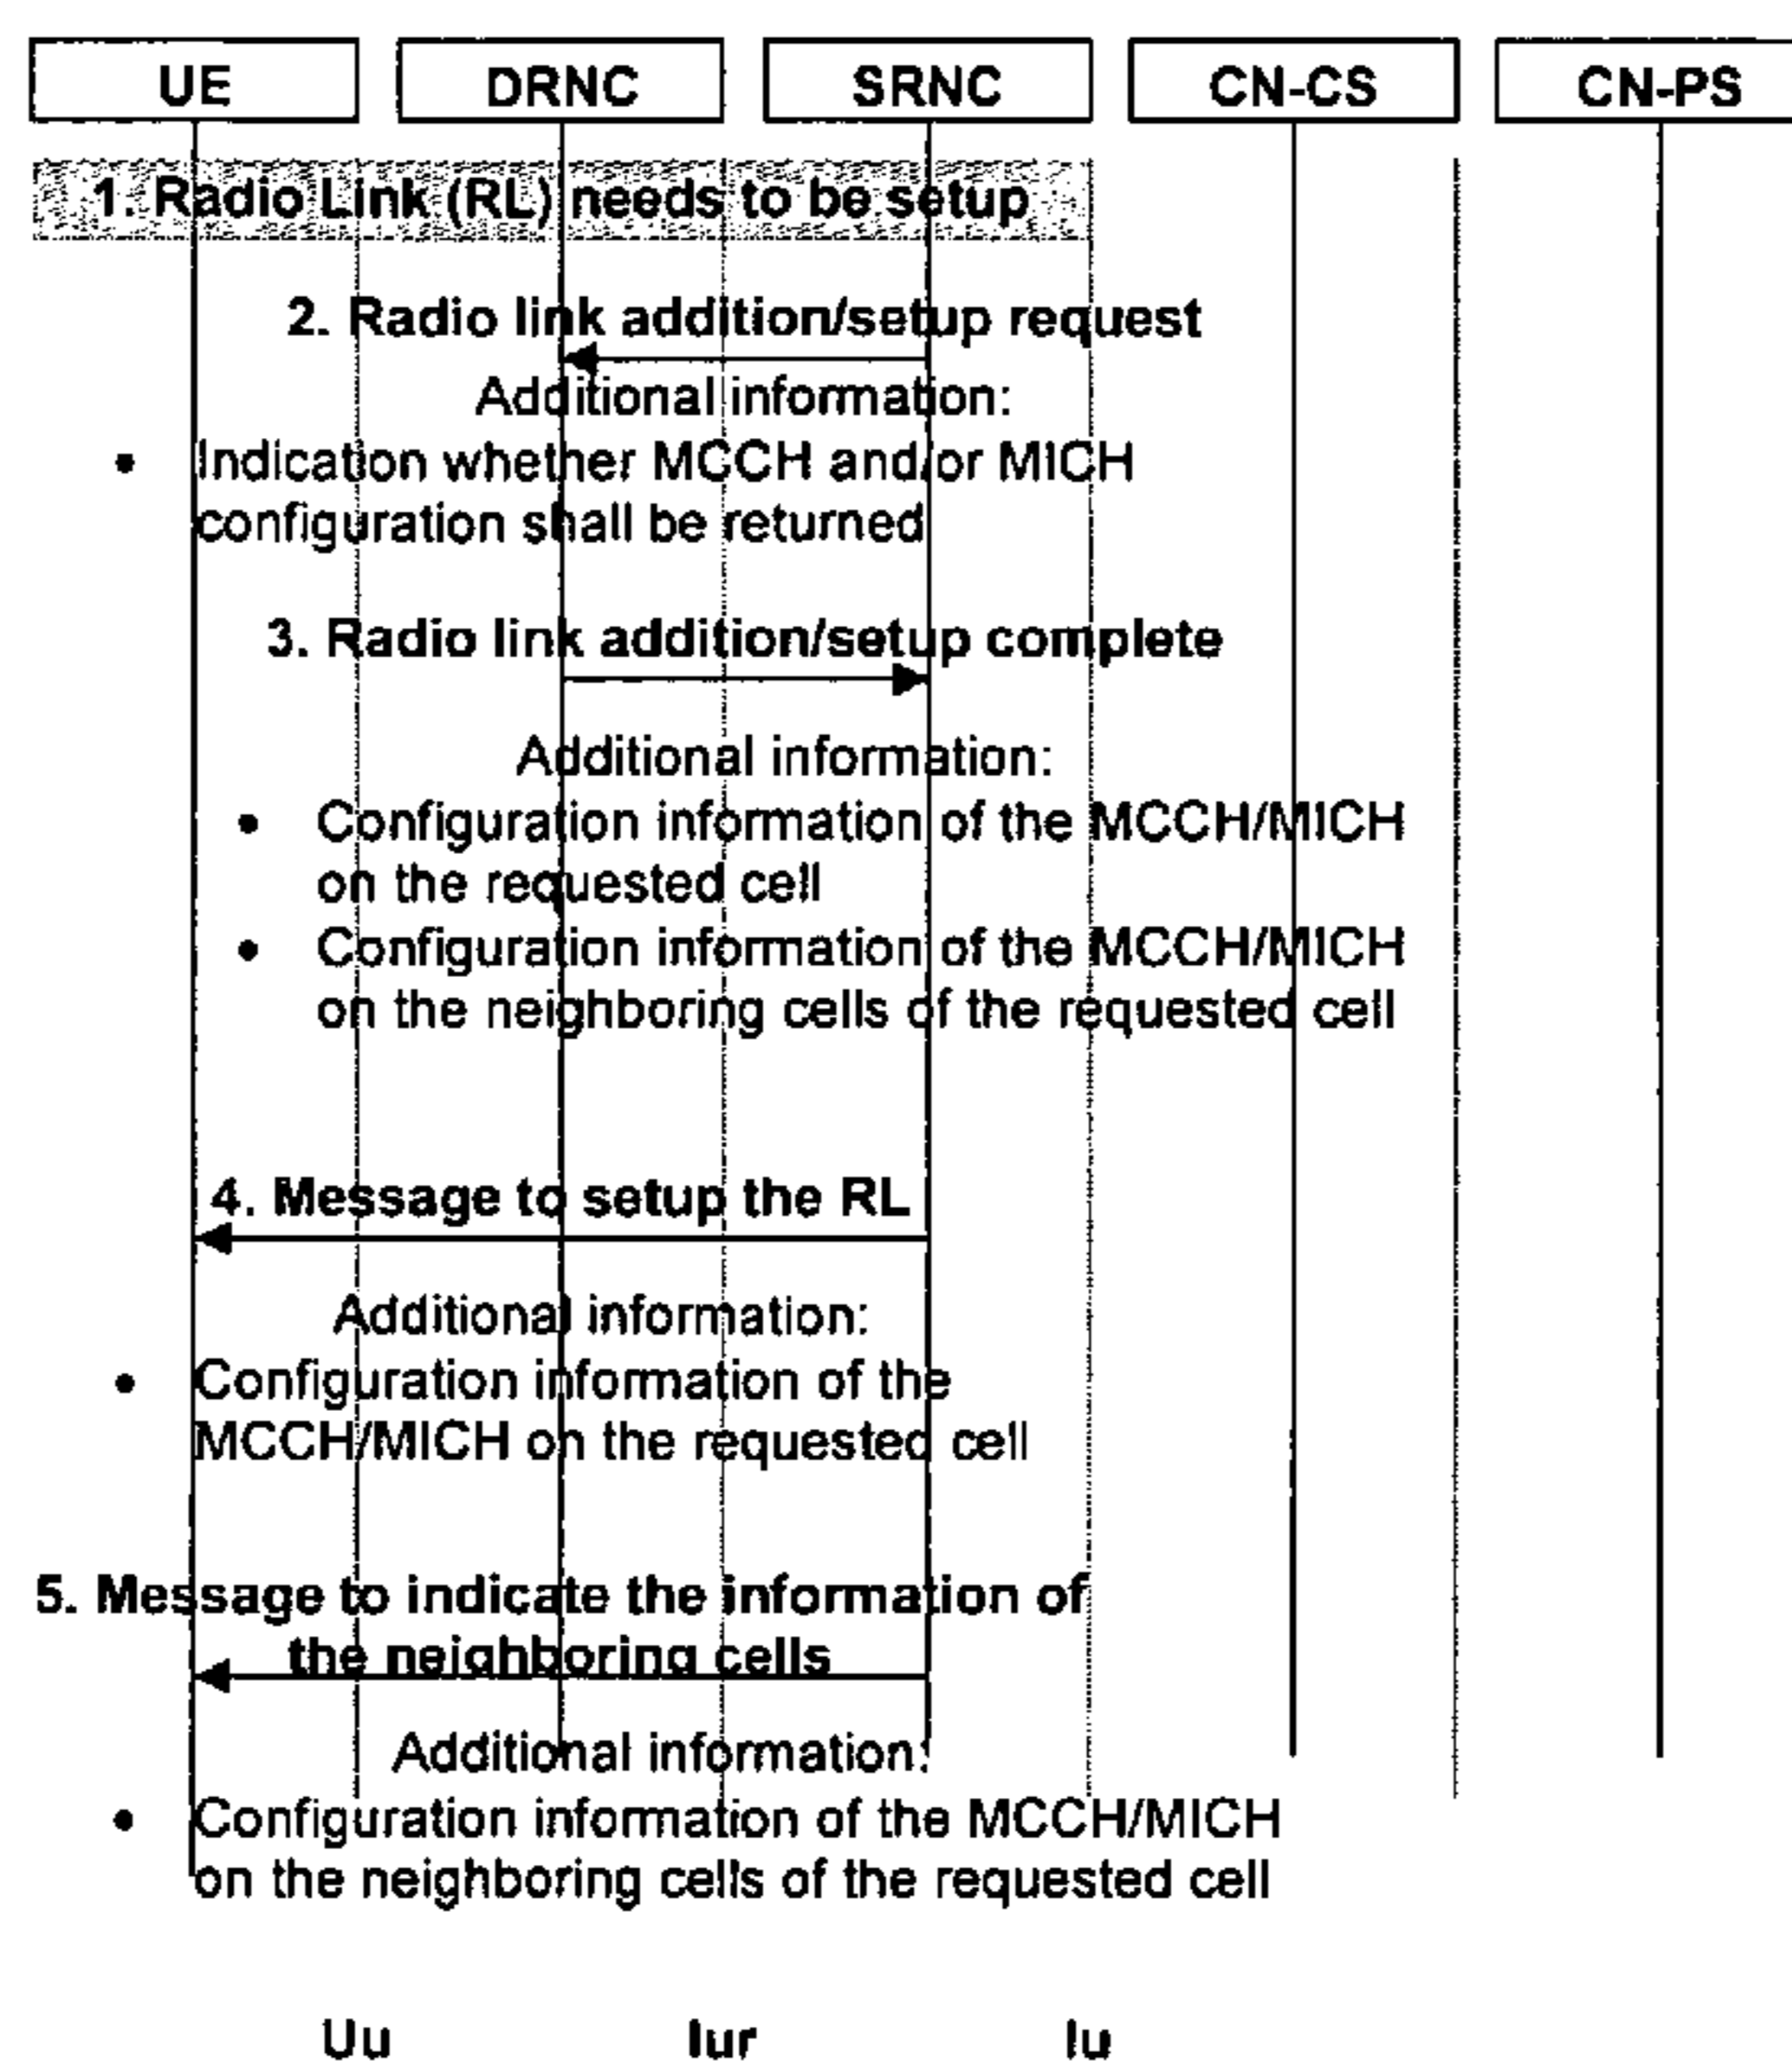 UE DRNC SRNC CN-CS CN-PS
1. Radio Link (RL) needs to be setup
2. Radio link addition/setup request
Additional information:
• Indication whether MCCH and/or MICH
configuration shall be returned
3. Radio link addition/setup complete
Additional information:
• Configuration information of the MCCH/MICH
on the requested cell
• Configuration information of the MCCH/MICH
on the neighboring cells of the requested cell
4. Message to setup the RL
Additional information:
• Configuration information of the
MCCH/MICH on the requested cell
5. Message to indicate the information of
the neighboring cells
Additional information:
• Configuration information of the MCCH/MICH
on the neighboring cells of the requested cell
Uu Iur Iu